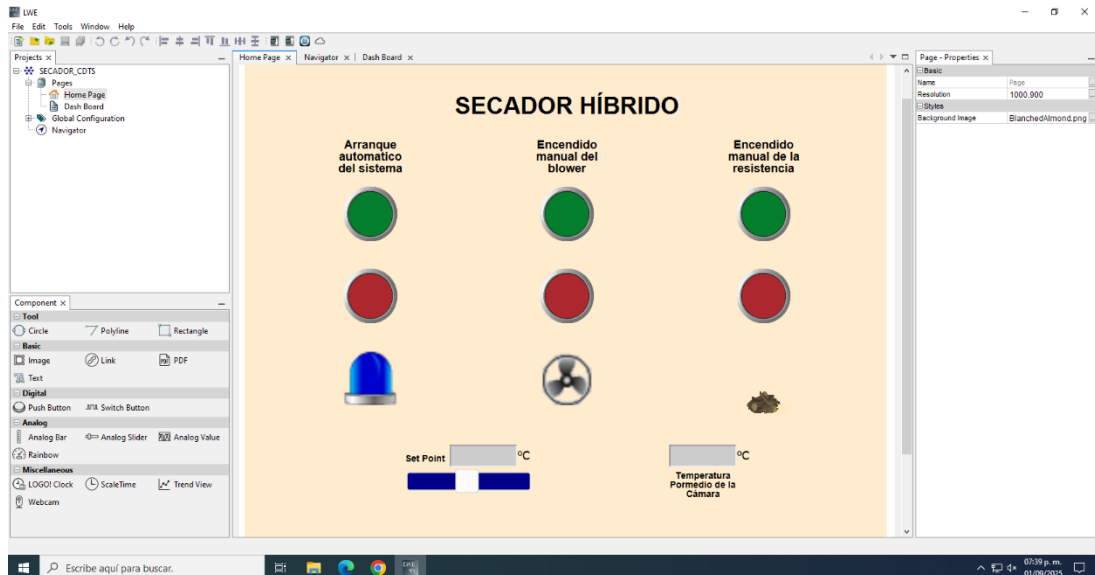 LWE
File Edit Tools Window Help
Projects
SECADOR_CDTS
Pages
Home Page
Dash Board
Global Configuration
Navigator
Component
Tool
Circle Polyline Rectangle
Basic
Image Link PDF
Text
Digital
Push Button Switch Button
Analog
Analog Bar Analog Slider Analog Value
Rainbow
Miscellaneous
LOGO! Clock ScaleTime Trend View
Webcam
Home Page Navigator Dash Board
SECADOR HÍBRIDO
Arranque
automatico
del sistema
Encendido
manual del
blower
Encendido
manual de la
resistencia
Set Point ºC
ºC
Temperatura
Pormedio de la
Cámara
Page - Properties
Basic
Name Page
Resolution 1000,900
Styles
Background Image BlanchedAlmond.png
Escribe aquí para buscar.
07:39 p. m.
01/09/2025